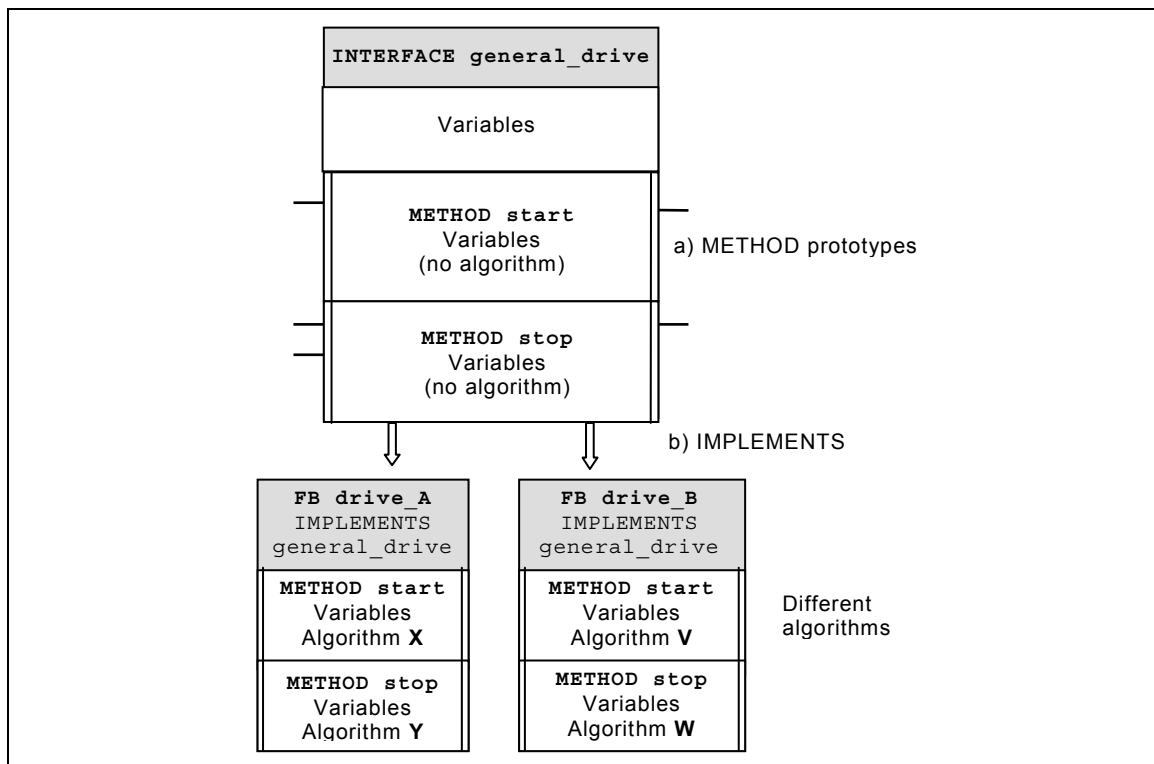 INTERFACE general_drive
Variables
METHOD start
Variables
(no algorithm)
a) METHOD prototypes
METHOD stop
Variables
(no algorithm)
b) IMPLEMENTS
FB drive_A
IMPLEMENTS
general_drive
METHOD start
Variables
Algorithm X
METHOD stop
Variables
Algorithm Y
FB drive_B
IMPLEMENTS
general_drive
METHOD start
Variables
Algorithm V
METHOD stop
Variables
Algorithm W
Different
algorithms